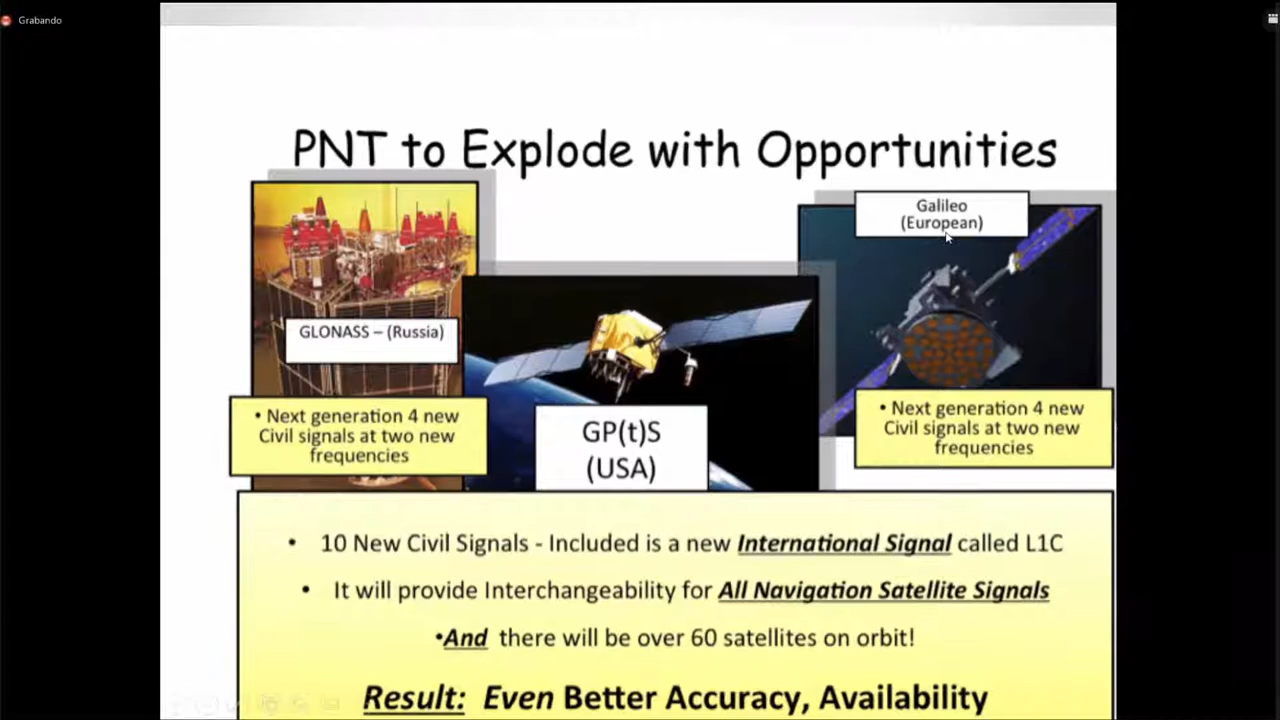 Grabando
PNT to Explode with Opportunities
Galileo
(European)
GLONASS – (Russia)
• Next generation 4 new
Civil signals at two new
frequencies
GP(t)S
(USA)
• Next generation 4 new
Civil signals at two new
frequencies
• 10 New Civil Signals - Included is a new International Signal called L1C
• It will provide Interchangeability for All Navigation Satellite Signals
•And there will be over 60 satellites on orbit!
Result: Even Better Accuracy, Availability